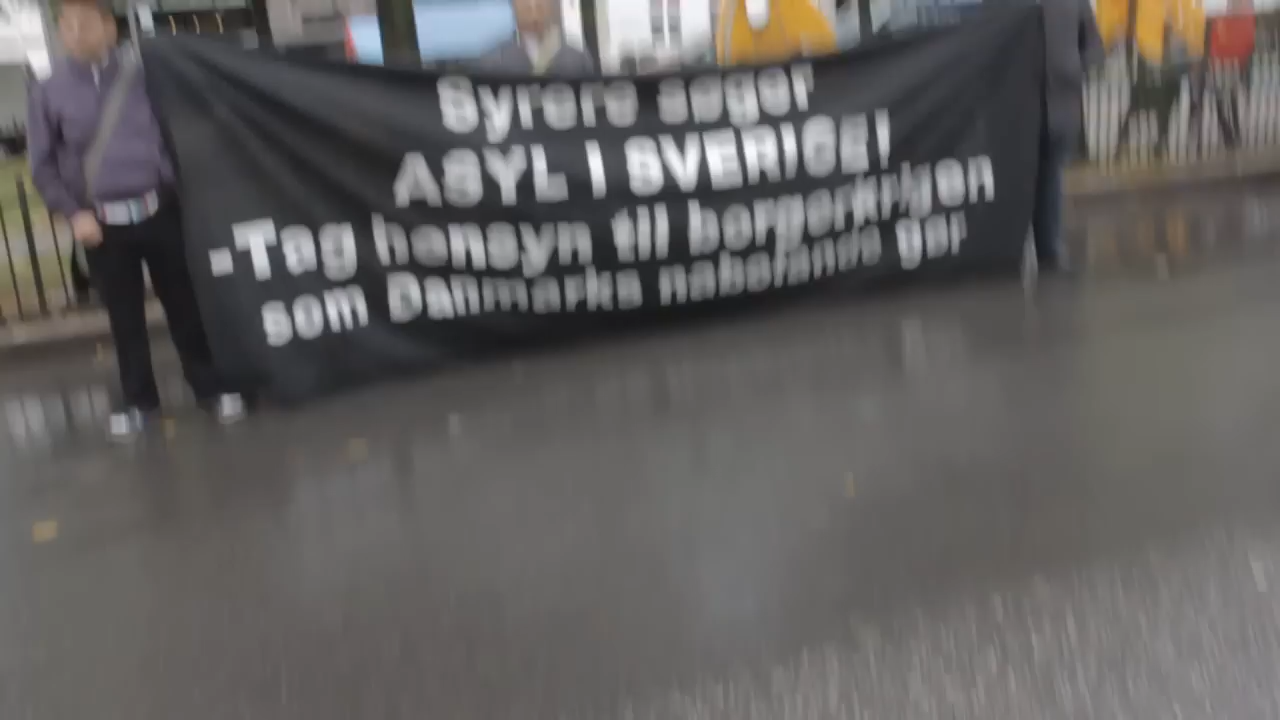 Syrere søger
ASYL I SVERIGE!
-Tag hensyn til borgerkrigen
som Danmarks nabolande gør